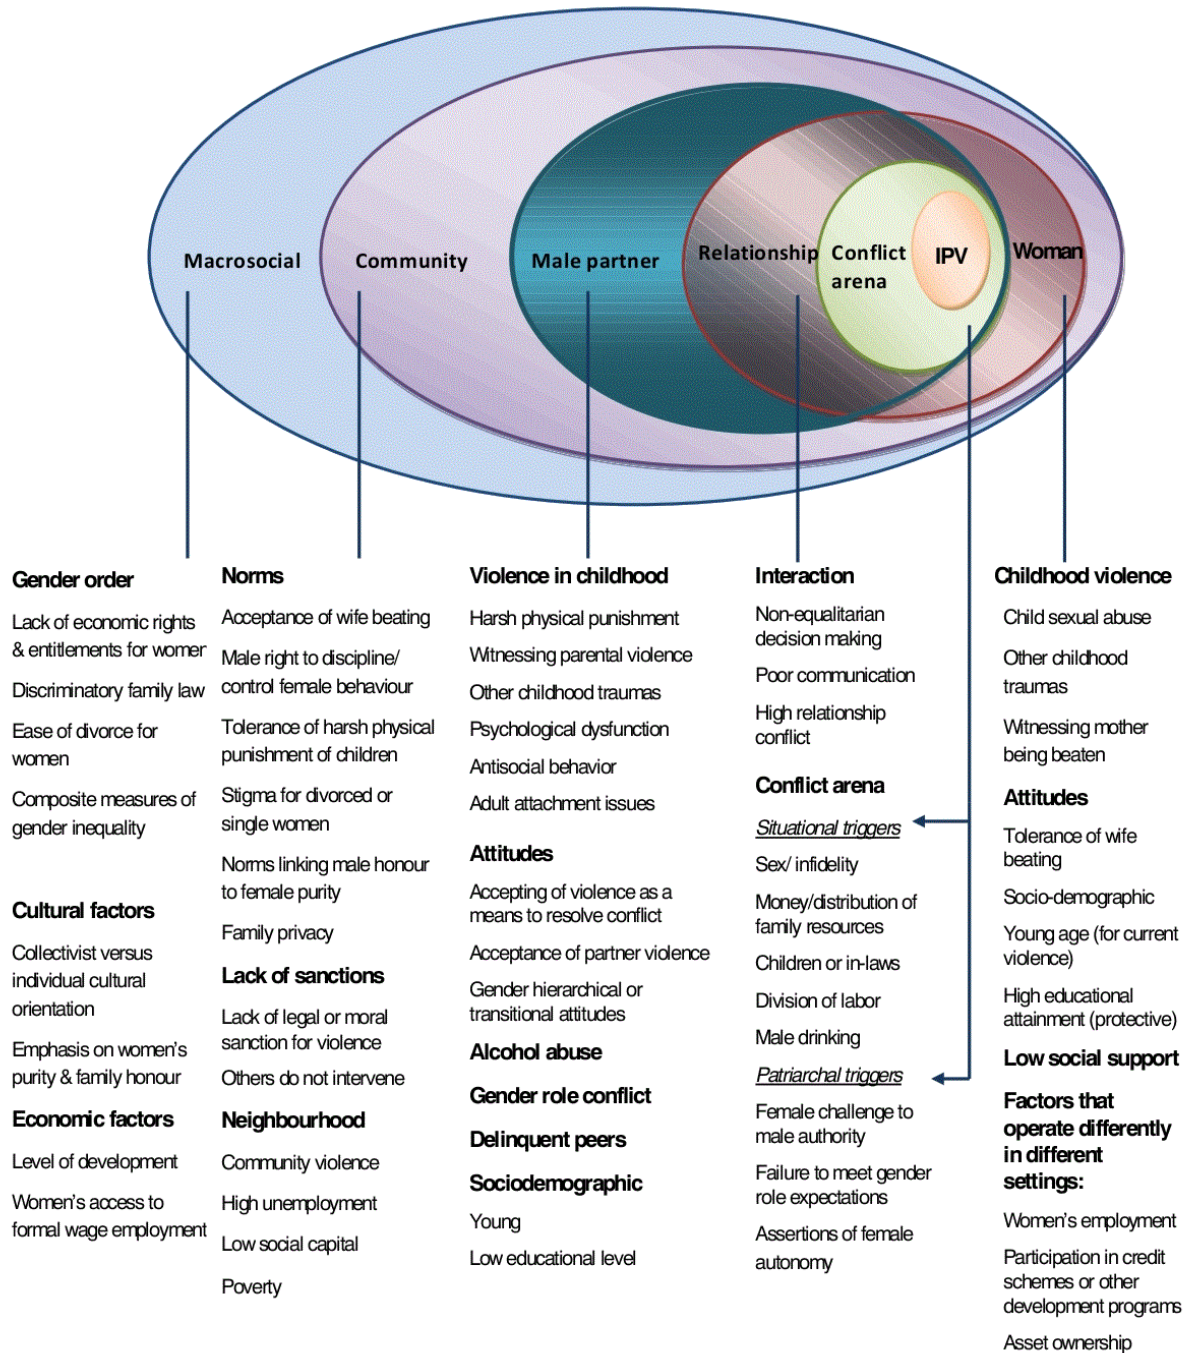 Macrosocial
Community
Male partner
Relationship
Conflict
arena
IPV
Woman
Gender order
Lack of economic rights
& entitlements for women
Discriminatory family law
Ease of divorce for
women
Composite measures of
gender inequality
Cultural factors
Collectivist versus
individual cultural
orientation
Emphasis on women's
purity & family honour
Economic factors
Level of development
Women's access to
formal wage employment
Norms
Acceptance of wife beating
Male right to discipline/
control female behaviour
Tolerance of harsh physical
punishment of children
Stigma for divorced or
single women
Norms linking male honour
to female purity
Family privacy
Lack of sanctions
Lack of legal or moral
sanction for violence
Others do not intervene
Neighbourhood
Community violence
High unemployment
Low social capital
Poverty
Violence in childhood
Harsh physical punishment
Witnessing parental violence
Other childhood traumas
Psychological dysfunction
Antisocial behavior
Adult attachment issues
Attitudes
Accepting of violence as a
means to resolve conflict
Acceptance of partner violence
Gender hierarchical or
transitional attitudes
Alcohol abuse
Gender role conflict
Delinquent peers
Sociodemographic
Young
Low educational level
Interaction
Non-equalitarian
decision making
Poor communication
High relationship
conflict
Conflict arena
Situational triggers
Sex/ infidelity
Money/distribution of
family resources
Children or in-laws
Division of labor
Male drinking
Patriarchal triggers
Female challenge to
male authority
Failure to meet gender
role expectations
Assertions of female
autonomy
Childhood violence
Child sexual abuse
Other childhood
traumas
Witnessing mother
being beaten
Attitudes
Tolerance of wife
beating
Socio-demographic
Young age (for current
violence)
High educational
attainment (protective)
Low social support
Factors that
operate differently
in different
settings:
Women's employment
Participation in credit
schemes or other
development programs
Asset ownership